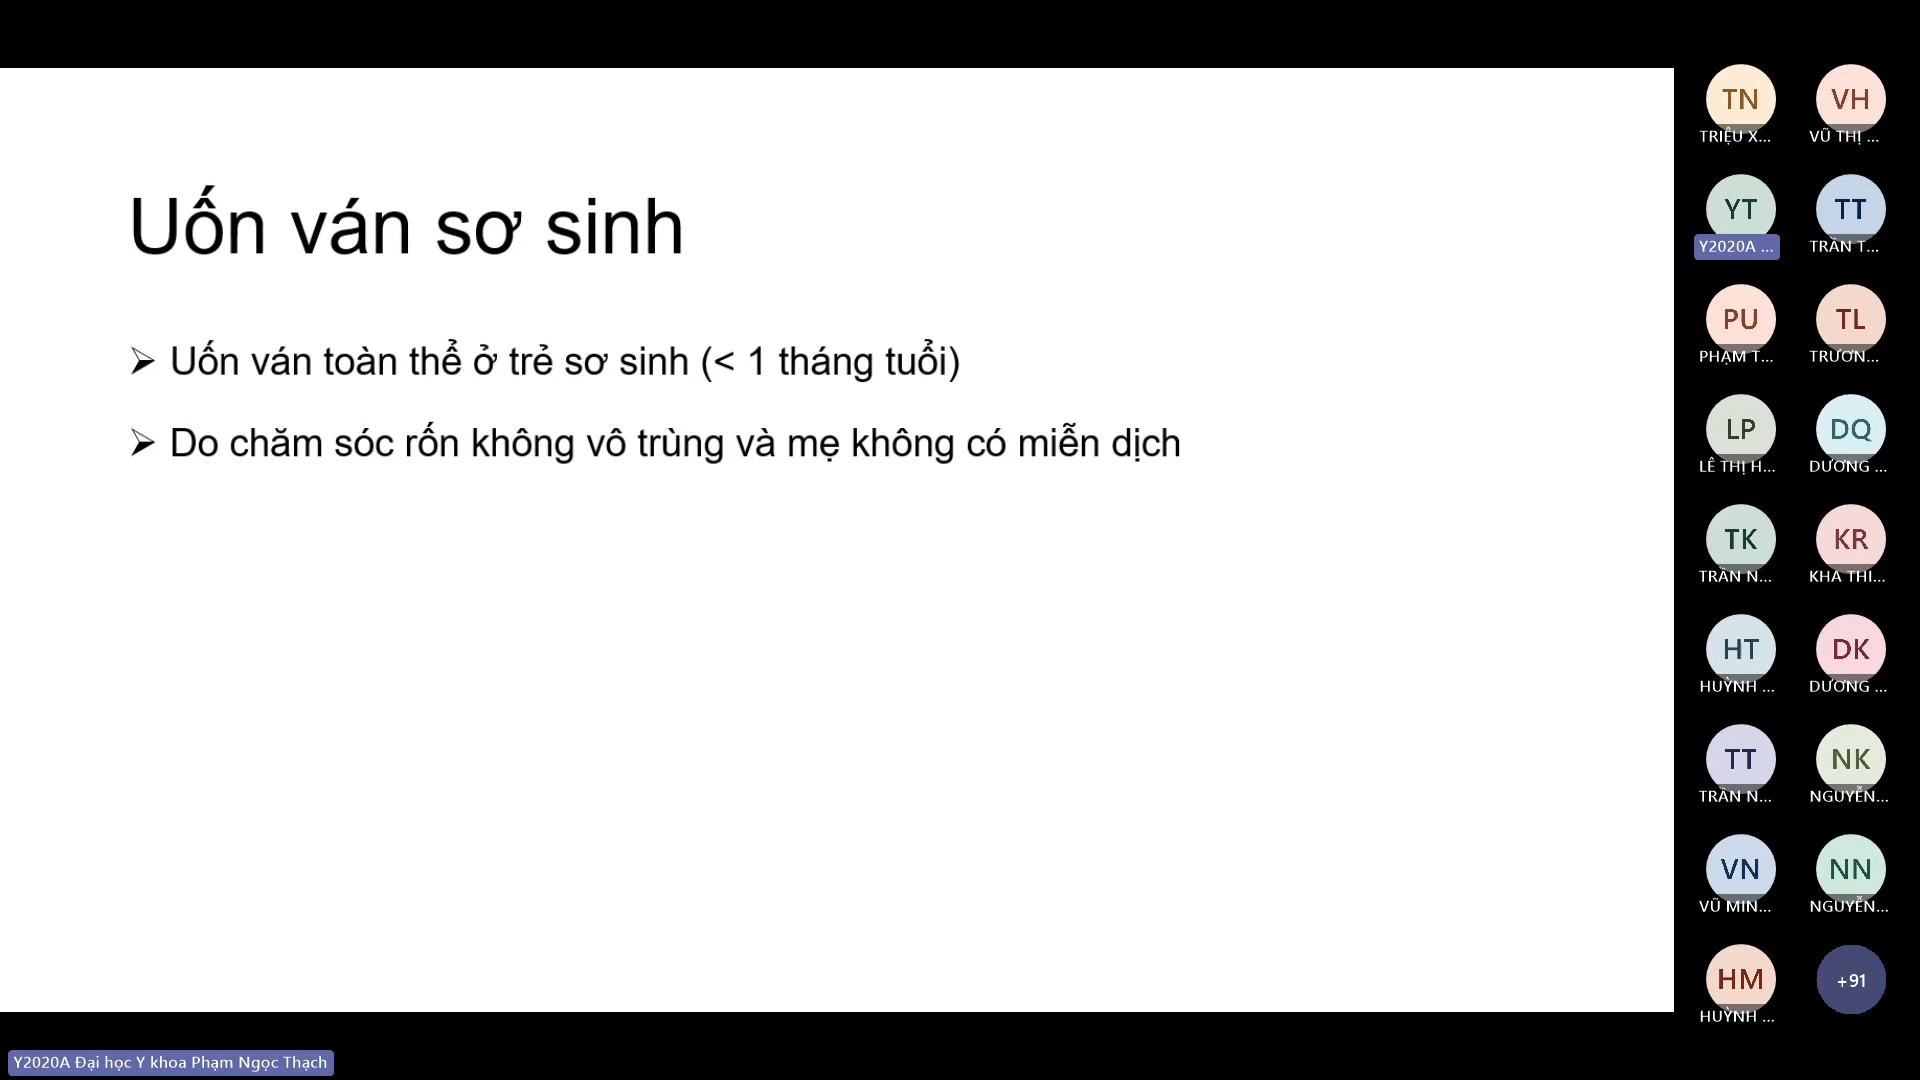 Uốn ván sơ sinh
➢ Uốn ván toàn thể ở trẻ sơ sinh (< 1 tháng tuổi)
➢ Do chăm sóc rốn không vô trùng và mẹ không có miễn dịch
TN
TRIỆU X...
VH
VŨ THỊ ...
YT
Y2020A ...
TT
TRẦN T...
PU
PHẠM T...
TL
TRƯƠN...
LP
LÊ THỊ H...
DQ
DƯƠNG ...
TK
TRẦN N...
KR
KHA THI...
HT
HUỲNH ...
DK
DƯƠNG ...
TT
TRẦN N...
NK
NGUYỄN...
VN
VŨ MIN...
NN
NGUYỄN...
HM
HUỲNH ...
+91
Y2020A Đại học Y khoa Phạm Ngọc Thạch